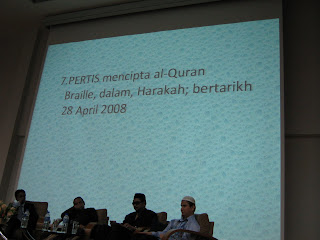 7.PERTIS mencipta al-Quran
Braille, dalam, Harakah; bertarikh
28 April 2008